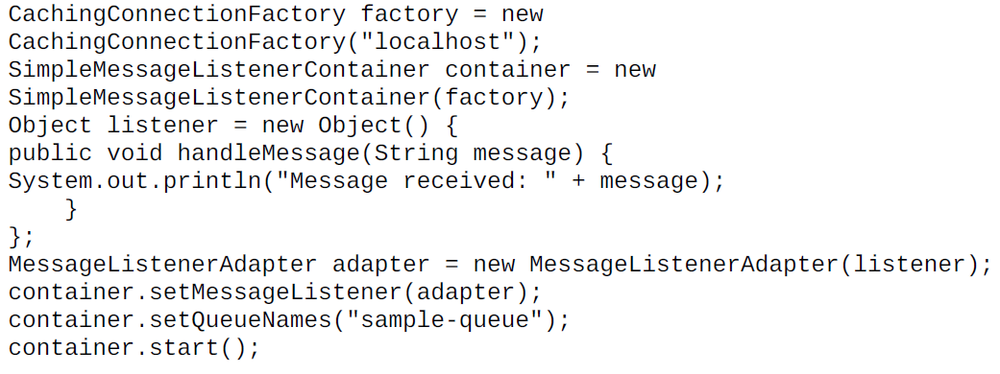 CachingConnectionFactory factory = new
CachingConnectionFactory("localhost");
SimpleMessageListenerContainer container = new
SimpleMessageListenerContainer(factory);
Object listener = new Object() {
public void handleMessage(String message) {
System.out.println("Message received: " + message);
    }
};
MessageListenerAdapter adapter = new MessageListenerAdapter(listener);
container.setMessageListener(adapter);
container.setQueueNames("sample-queue");
container.start();